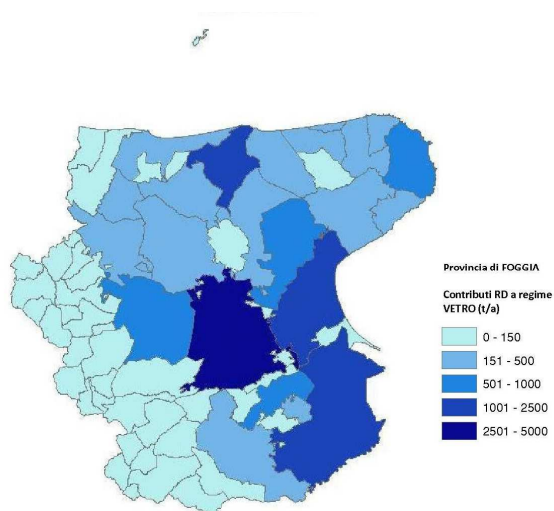 Provincia di FOGGIA
Contributi RD a regime
VETRO (t/a)
0 - 150
151 - 500
501 - 1000
1001 - 2500
2501 - 5000